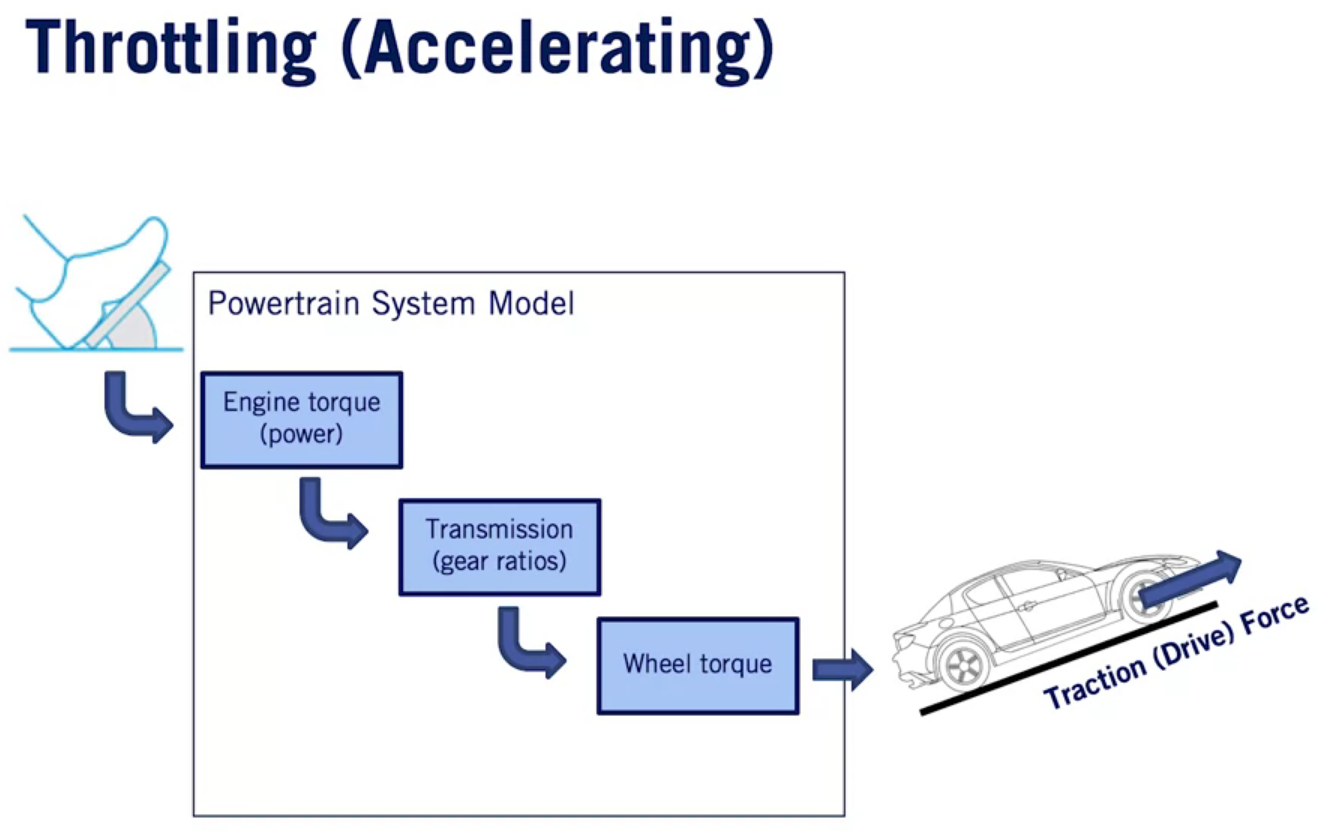 Throttling (Accelerating)
Powertrain System Model
Engine torque
(power)
Transmission
(gear ratios)
Wheel torque
Traction (Drive) Force